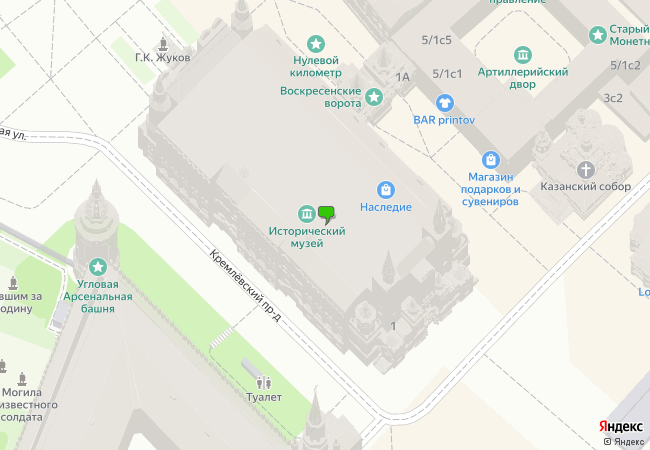 правление
5/1с5
Старый
Монетн
Г.К. Жуков
Нулевой
километр
1А
5/1с1
Артиллерийский
двор
5/1с2
3с2
Воскресенские
ворота
BAR printov
ая ул.
Магазин
подарков и
сувениров
Казанский собор
Наследие
Исторический
музей
Кремлёвский пр-д
Угловая
Арсенальная
башня
вшим за
одину
Lo
1
Туалет
Могила
еизвестного
солдата
Яндекс
© Яндекс